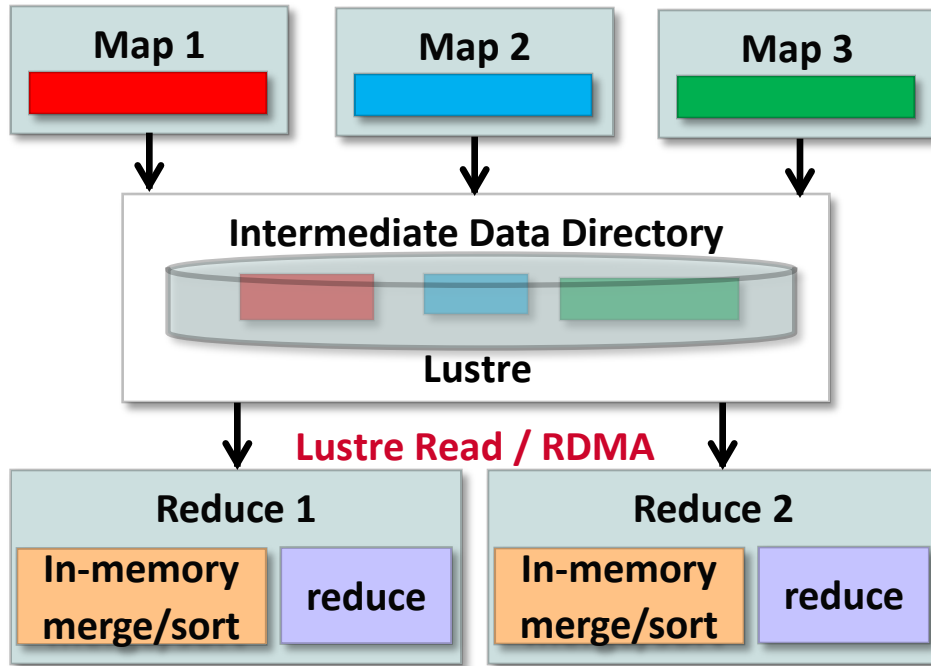 Map 1
Map 2
Map 3
Intermediate Data Directory
Lustre
Lustre Read / RDMA
Reduce 1
In-memory
merge/sort
reduce
Reduce 2
In-memory
merge/sort
reduce